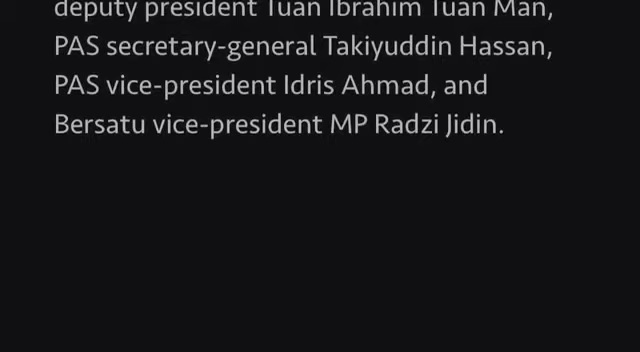 deputy president Tuan Ibrahim Tuan Man,
PAS secretary-general Takiyuddin Hassan,
PAS vice-president Idris Ahmad, and
Bersatu vice-president MP Radzi Jidin.